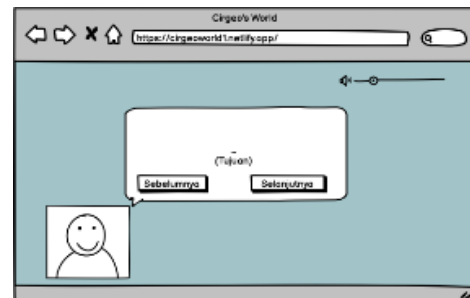 Cirgeo's World
https://cirgeoworld1.netlify.app/
(Tujuan)
Sebelumnya
Selanjutnya